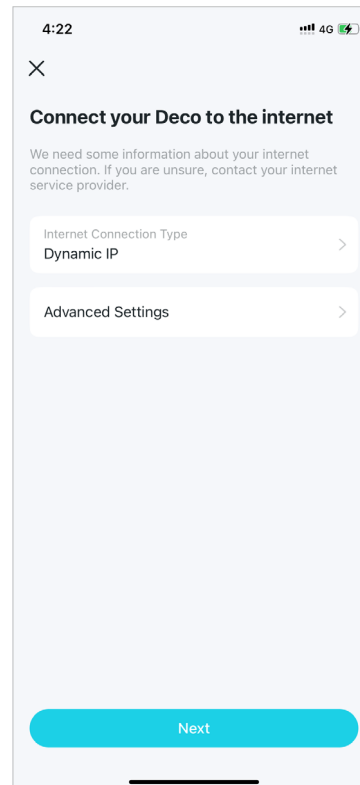 4:22
4G
Connect your Deco to the internet
We need some information about your internet
connection. If you are unsure, contact your internet
service provider.
Internet Connection Type
Dynamic IP
Advanced Settings
Next